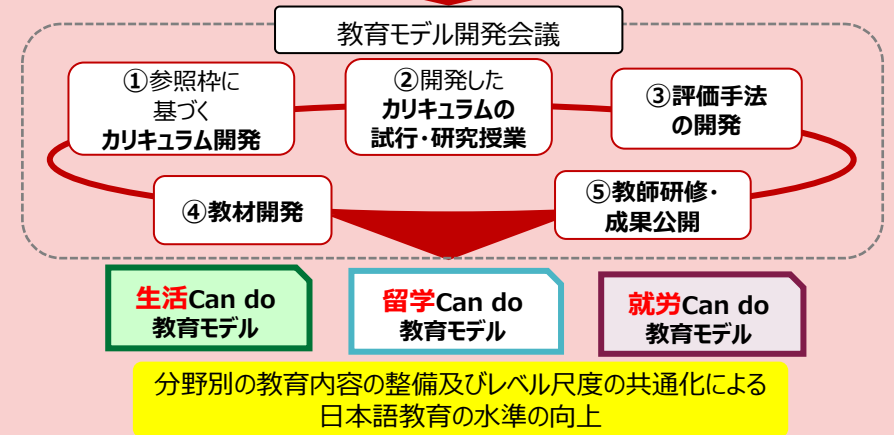 教育モデル開発会議
①参照枠に
基づく
カリキュラム開発
②開発した
カリキュラムの
試行・研究授業
③評価手法
の開発
④教材開発
⑤教師研修・
成果公開
生活Can do
教育モデル
留学Can do
教育モデル
就労Can do
教育モデル
分野別の教育内容の整備及びレベル尺度の共通化による
日本語教育の水準の向上